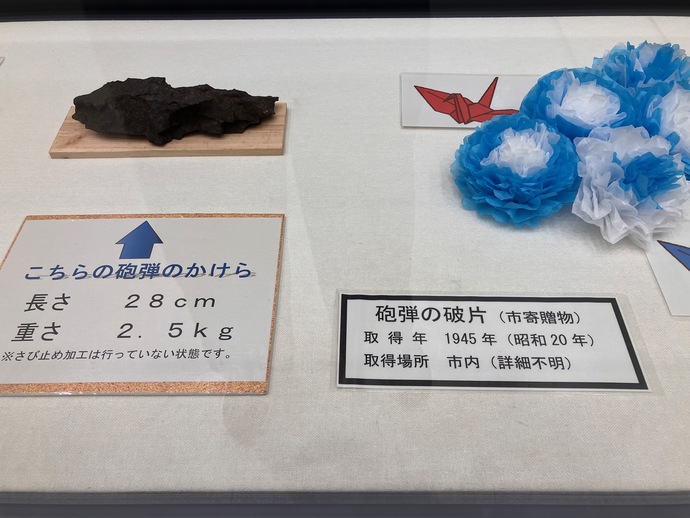 こちらの砲弾のかけら
長さ 28cm
重さ 2.5kg
※さび止め加工は行っていない状態です。
砲弾の破片（市寄贈物）
取得年 1945年（昭和20年）
取得場所 市内（詳細不明）